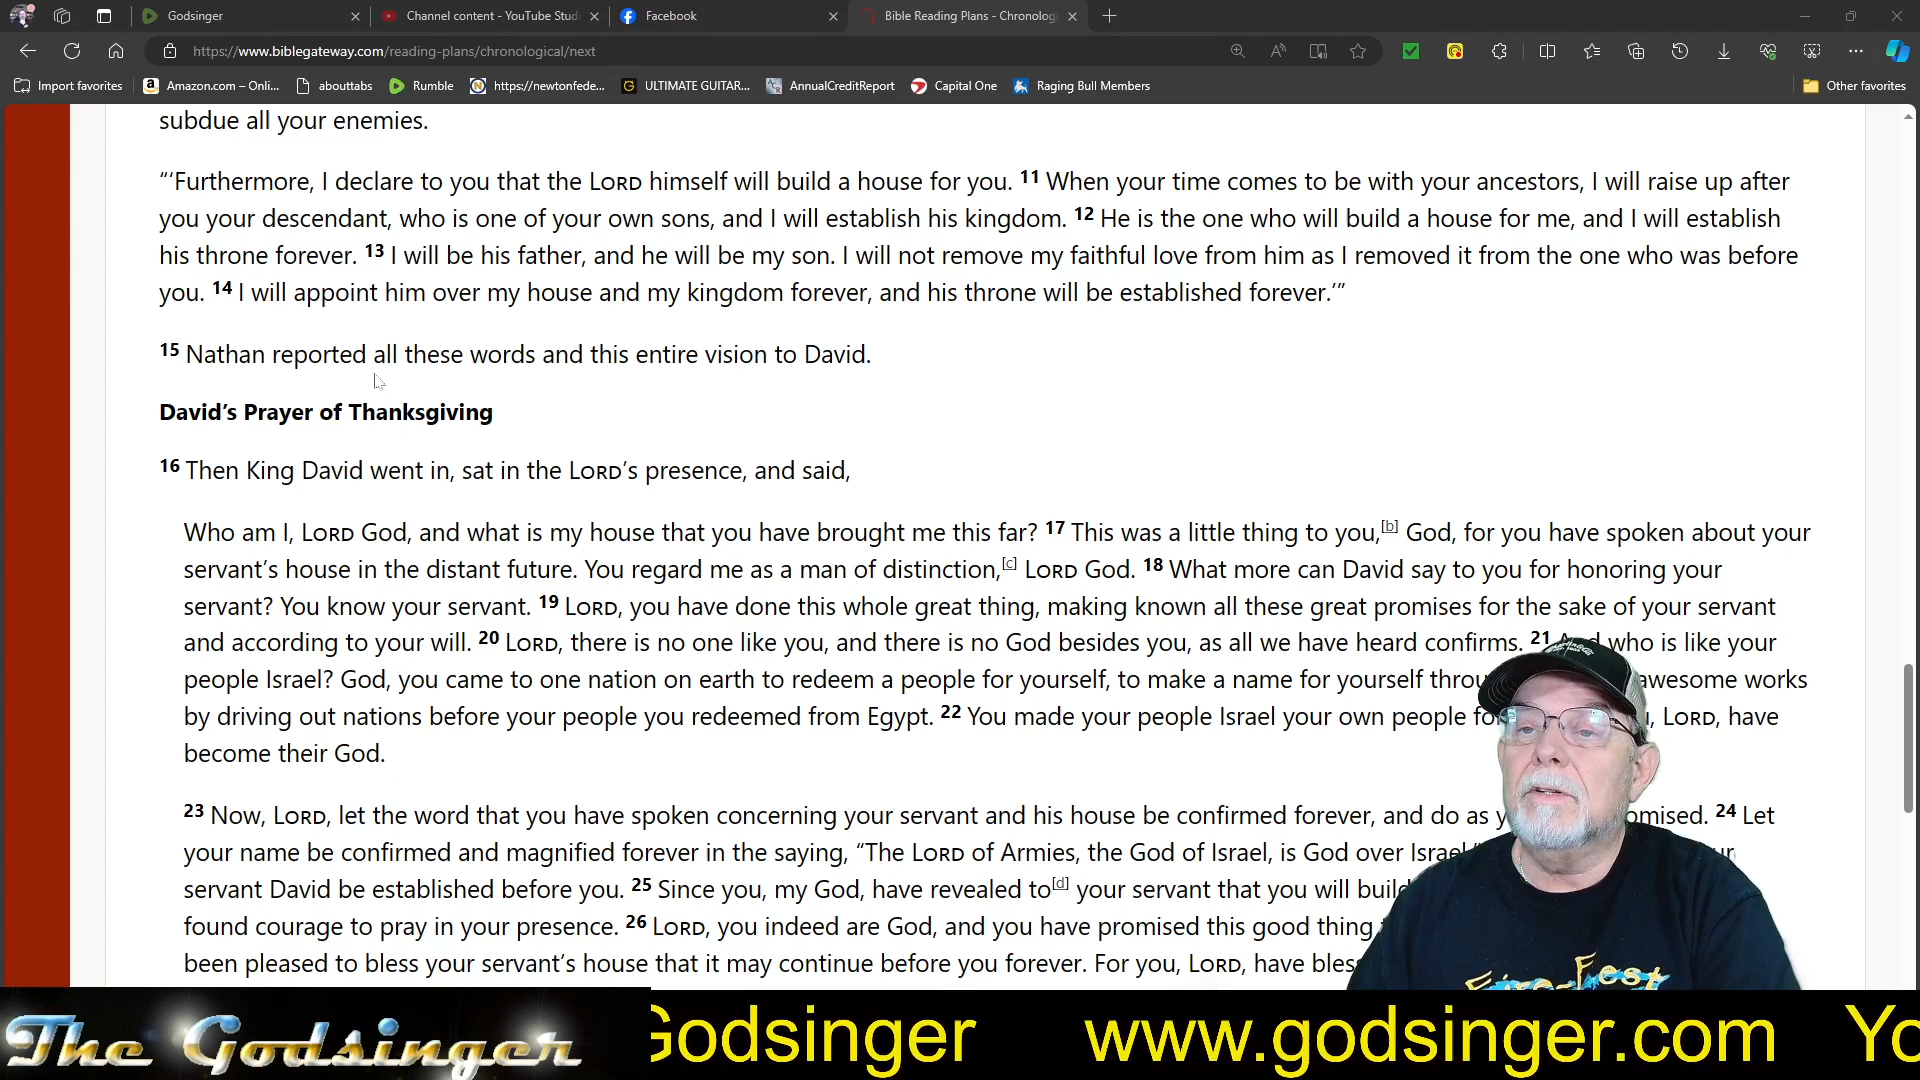 Godsinger
Channel content - YouTube Stud
Facebook
Bible Reading Plans - Chronolog
https://www.biblegateway.com/reading-plans/chronological/next
Import favorites
Amazon.com – Onli...
abouttabs
Rumble
https://newtonfede...
ULTIMATE GUITAR...
AnnualCreditReport
Capital One
Raging Bull Members
Other favorites
subdue all your enemies.
“‘Furthermore, I declare to you that the LORD himself will build a house for you. 11 When your time comes to be with your ancestors, I will raise up after
you your descendant, who is one of your own sons, and I will establish his kingdom. 12 He is the one who will build a house for me, and I will establish
his throne forever. 13 I will be his father, and he will be my son. I will not remove my faithful love from him as I removed it from the one who was before
you. 14 I will appoint him over my house and my kingdom forever, and his throne will be established forever.’”
15 Nathan reported all these words and this entire vision to David.
David’s Prayer of Thanksgiving
16 Then King David went in, sat in the LORD’s presence, and said,
Who am I, LORD God, and what is my house that you have brought me this far? 17 This was a little thing to you,[b] God, for you have spoken about your
servant’s house in the distant future. You regard me as a man of distinction,[c] LORD God. 18 What more can David say to you for honoring your
servant? You know your servant. 19 LORD, you have done this whole great thing, making known all these great promises for the sake of your servant
and according to your will. 20 LORD, there is no one like you, and there is no God besides you, as all we have heard confirms. 21 And who is like your
people Israel? God, you came to one nation on earth to redeem a people for yourself, to make a name for yourself throu awesome works
by driving out nations before your people you redeemed from Egypt. 22 You made your people Israel your own people fo , LORD, have
become their God.
23 Now, LORD, let the word that you have spoken concerning your servant and his house be confirmed forever, and do as y omised. 24 Let
your name be confirmed and magnified forever in the saying, “The LORD of Armies, the God of Israel, is God over Israel ur
servant David be established before you. 25 Since you, my God, have revealed to[d] your servant that you will build
found courage to pray in your presence. 26 LORD, you indeed are God, and you have promised this good thing
been pleased to bless your servant’s house that it may continue before you forever. For you, LORD, have bles
The Godsinger
Godsinger www.godsinger.com Yo